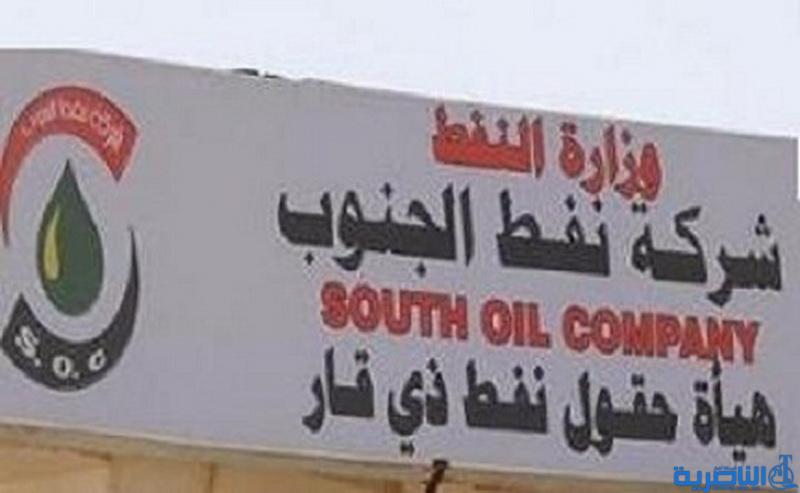 وزارة النفط
شركة نفط الجنوب
SOUTH OIL COMPANY
هيأة حقول نفط ذي قار
S.O.C
الناصرية